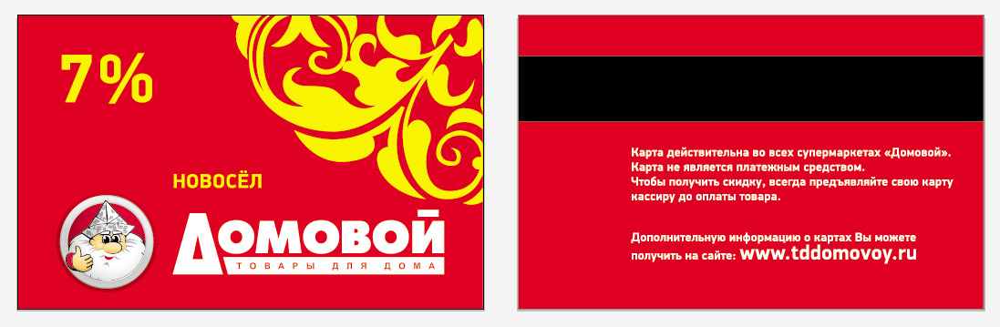 7%
НОВОСЁЛ
ДОМОВОЙ
ТОВАРЫ ДЛЯ ДОМА
Карта действительна во всех супермаркетах «Домовой».
Карта не является платежным средством.
Чтобы получить скидку, всегда предъявляйте свою карту
кассиру до оплаты товара.
Дополнительную информацию о картах Вы можете
получить на сайте: www.tddomovoy.ru